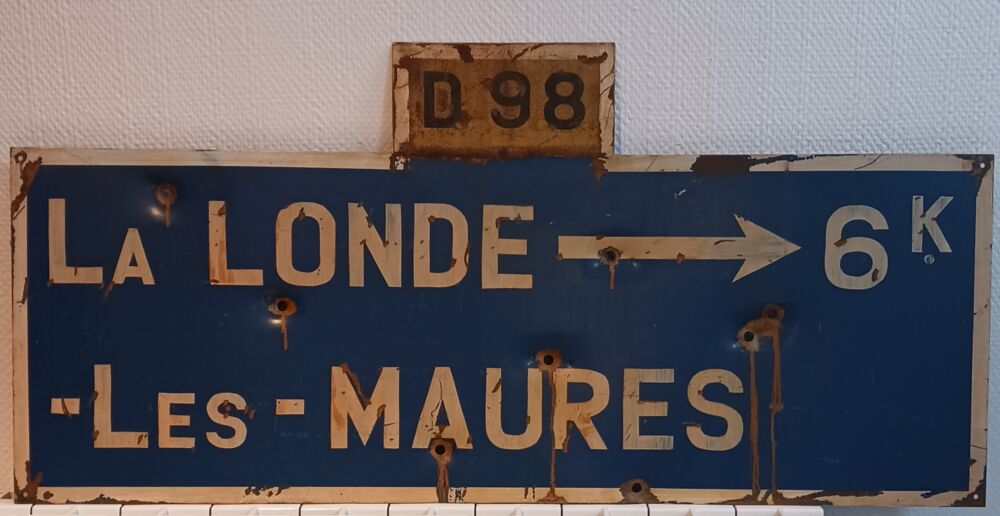 D 98
LA LONDE → 6K.
-LES-MAURES